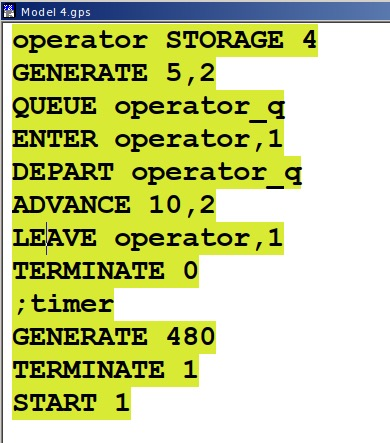 Model 4.gps
operator STORAGE 4
GENERATE 5,2
QUEUE operator_q
ENTER operator,1
DEPART operator_q
ADVANCE 10,2
LEAVE operator,1
TERMINATE 0
;timer
GENERATE 480
TERMINATE 1
START 1